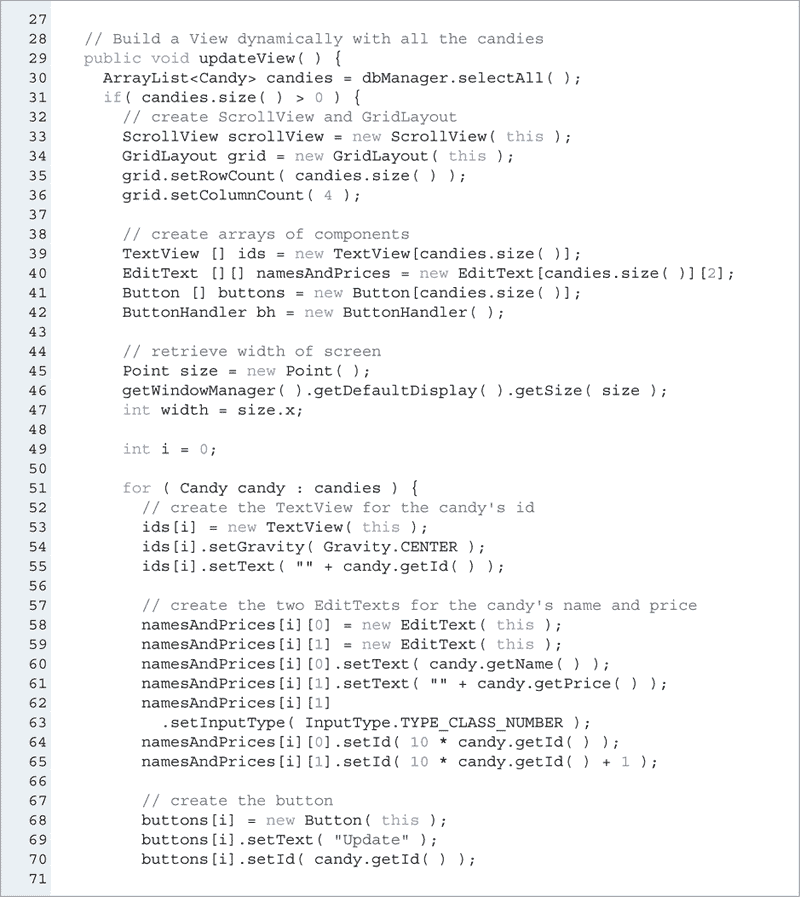 27
28 // Build a View dynamically with all the candies
29 public void updateView( ) {
30 ArrayList<Candy> candies = dbManager.selectAll( );
31 if( candies.size( ) > 0 ) {
32 // create ScrollView and GridLayout
33 ScrollView scrollView = new ScrollView( this );
34 GridLayout grid = new GridLayout( this );
35 grid.setRowCount( candies.size( ) );
36 grid.setColumnCount( 4 );
37
38 // create arrays of components
39 TextView [] ids = new TextView[candies.size( )];
40 EditText [][] namesAndPrices = new EditText[candies.size( )][2];
41 Button [] buttons = new Button[candies.size( )];
42 ButtonHandler bh = new ButtonHandler( );
43
44 // retrieve width of screen
45 Point size = new Point( );
46 getWindowManager( ).getDefaultDisplay( ).getSize( size );
47 int width = size.x;
48
49 int i = 0;
50
51 for ( Candy candy : candies ) {
52 // create the TextView for the candy's id
53 ids[i] = new TextView( this );
54 ids[i].setGravity( Gravity.CENTER );
55 ids[i].setText( "" + candy.getId( ) );
56
57 // create the two EditTexts for the candy's name and price
58 namesAndPrices[i][0] = new EditText( this );
59 namesAndPrices[i][1] = new EditText( this );
60 namesAndPrices[i][0].setText( candy.getName( ) );
61 namesAndPrices[i][1].setText( "" + candy.getPrice( ) );
62 namesAndPrices[i][1]
63 .setInputType( InputType.TYPE_CLASS_NUMBER );
64 namesAndPrices[i][0].setId( 10 * candy.getId( ) );
65 namesAndPrices[i][1].setId( 10 * candy.getId( ) + 1 );
66
67 // create the button
68 buttons[i] = new Button( this );
69 buttons[i].setText( "Update" );
70 buttons[i].setId( candy.getId( ) );
71